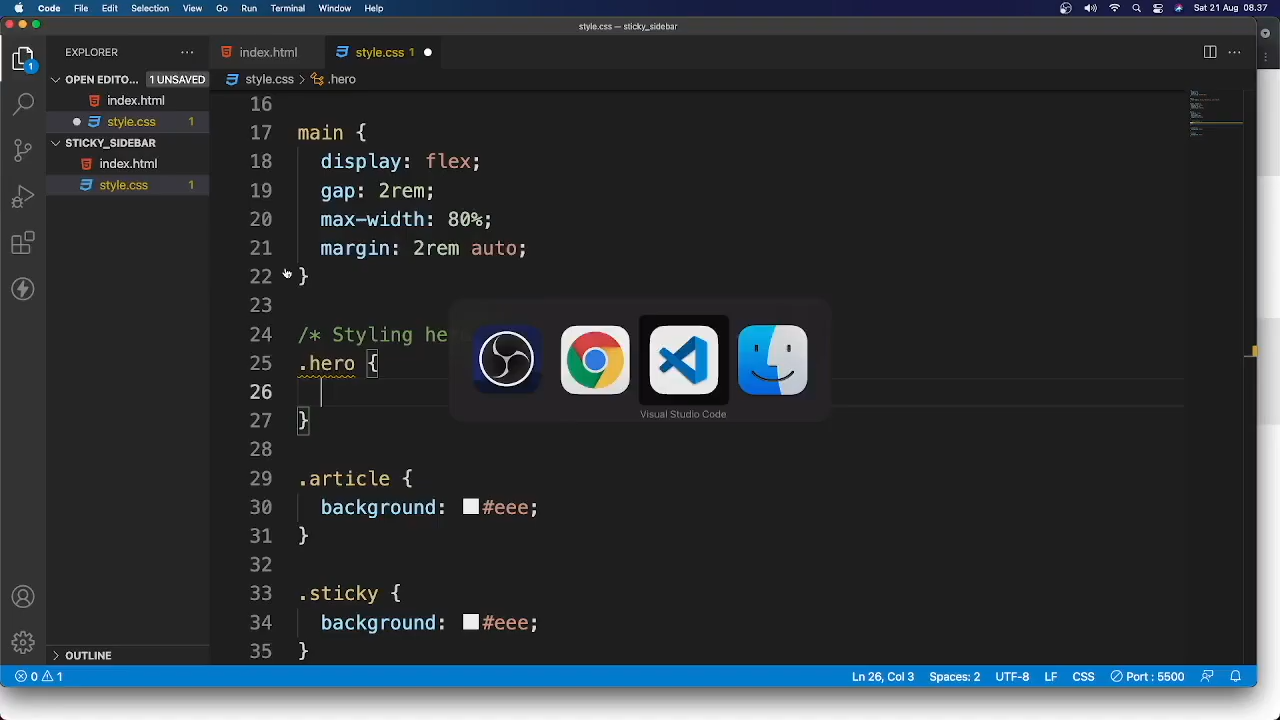 Code File Edit Selection View Go Run Terminal Window Help Sat 21 Aug 08.37
style.css — sticky_sidebar
EXPLORER
index.html
style.css 1
OPEN EDITO... 1 UNSAVED
style.css > .hero
index.html
style.css 1
STICKY_SIDEBAR
index.html
style.css 1
16
17 main {
18 display: flex;
19 gap: 2rem;
20 max-width: 80%;
21 margin: 2rem auto;
22 }
23
24 /* Styling her
25 .hero {
26
27 }
28
29 .article {
30 background: #eee;
31 }
32
33 .sticky {
34 background: #eee;
35 }
Visual Studio Code
1
OUTLINE
0 1 Ln 26, Col 3 Spaces: 2 UTF-8 LF CSS Port : 5500